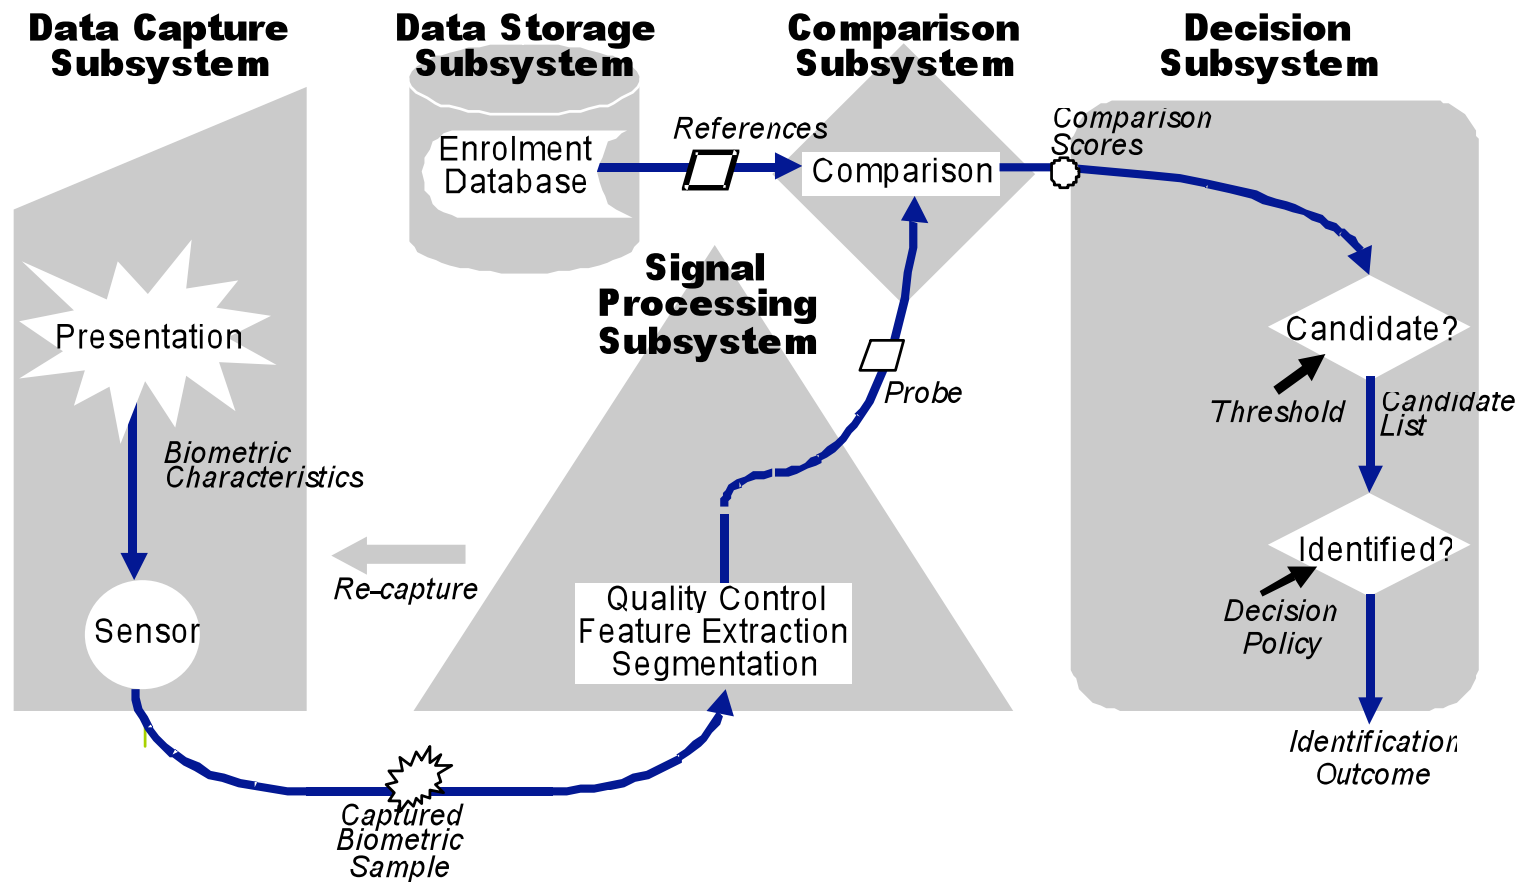 Data Capture
Subsystem
Data Storage
Subsystem
Comparison
Subsystem
Decision
Subsystem
References
Comparison
Scores
Enrolment
Database
Comparison
Signal
Processing
Subsystem
Presentation
Candidate?
Probe
Threshold
Candidate
List
Biometric
Characteristics
Identified?
Re-capture
Quality Control
Feature Extraction
Segmentation
Decision
Policy
Sensor
Identification
Outcome
Captured
Biometric
Sample